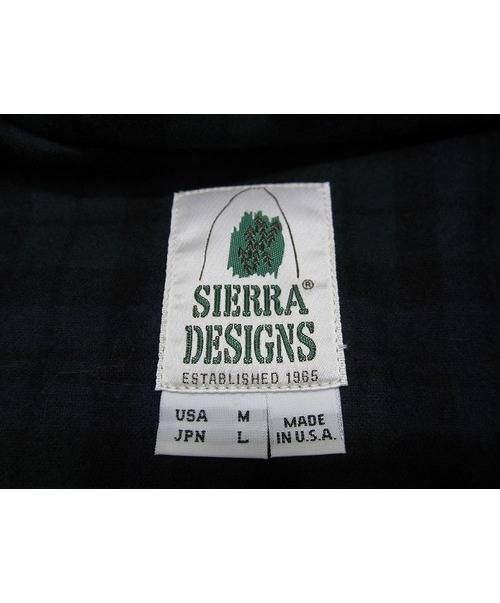 SIERRA®
DESIGNS
ESTABLISHED 1965
USA M
JPN L
MADE
IN U.S.A.